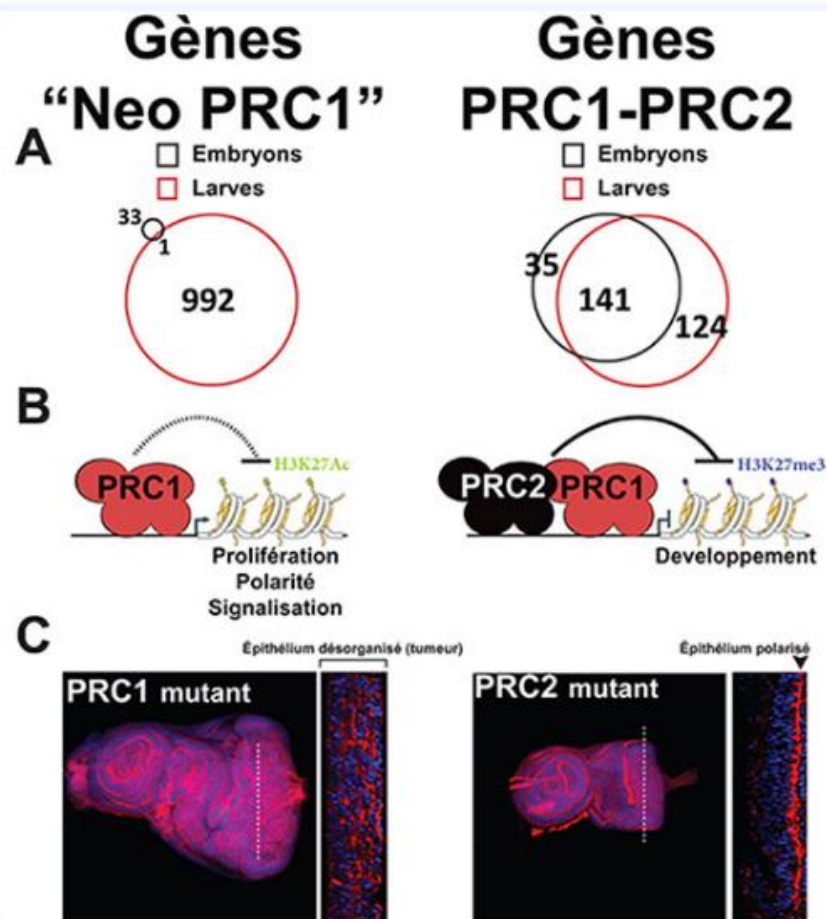 Gènes
“Neo PRC1”
Gènes
PRC1-PRC2
A
Embryons
Larves
33
1
992
Embryons
Larves
35
141
124
B
PRC1
H3K27Ac
Prolifération
Polarité
Signalisation
PRC2 PRC1
H3K27me3
Developpement
C
Épithélium désorganisé (tumeur)
PRC1 mutant
Épithélium polarisé
PRC2 mutant